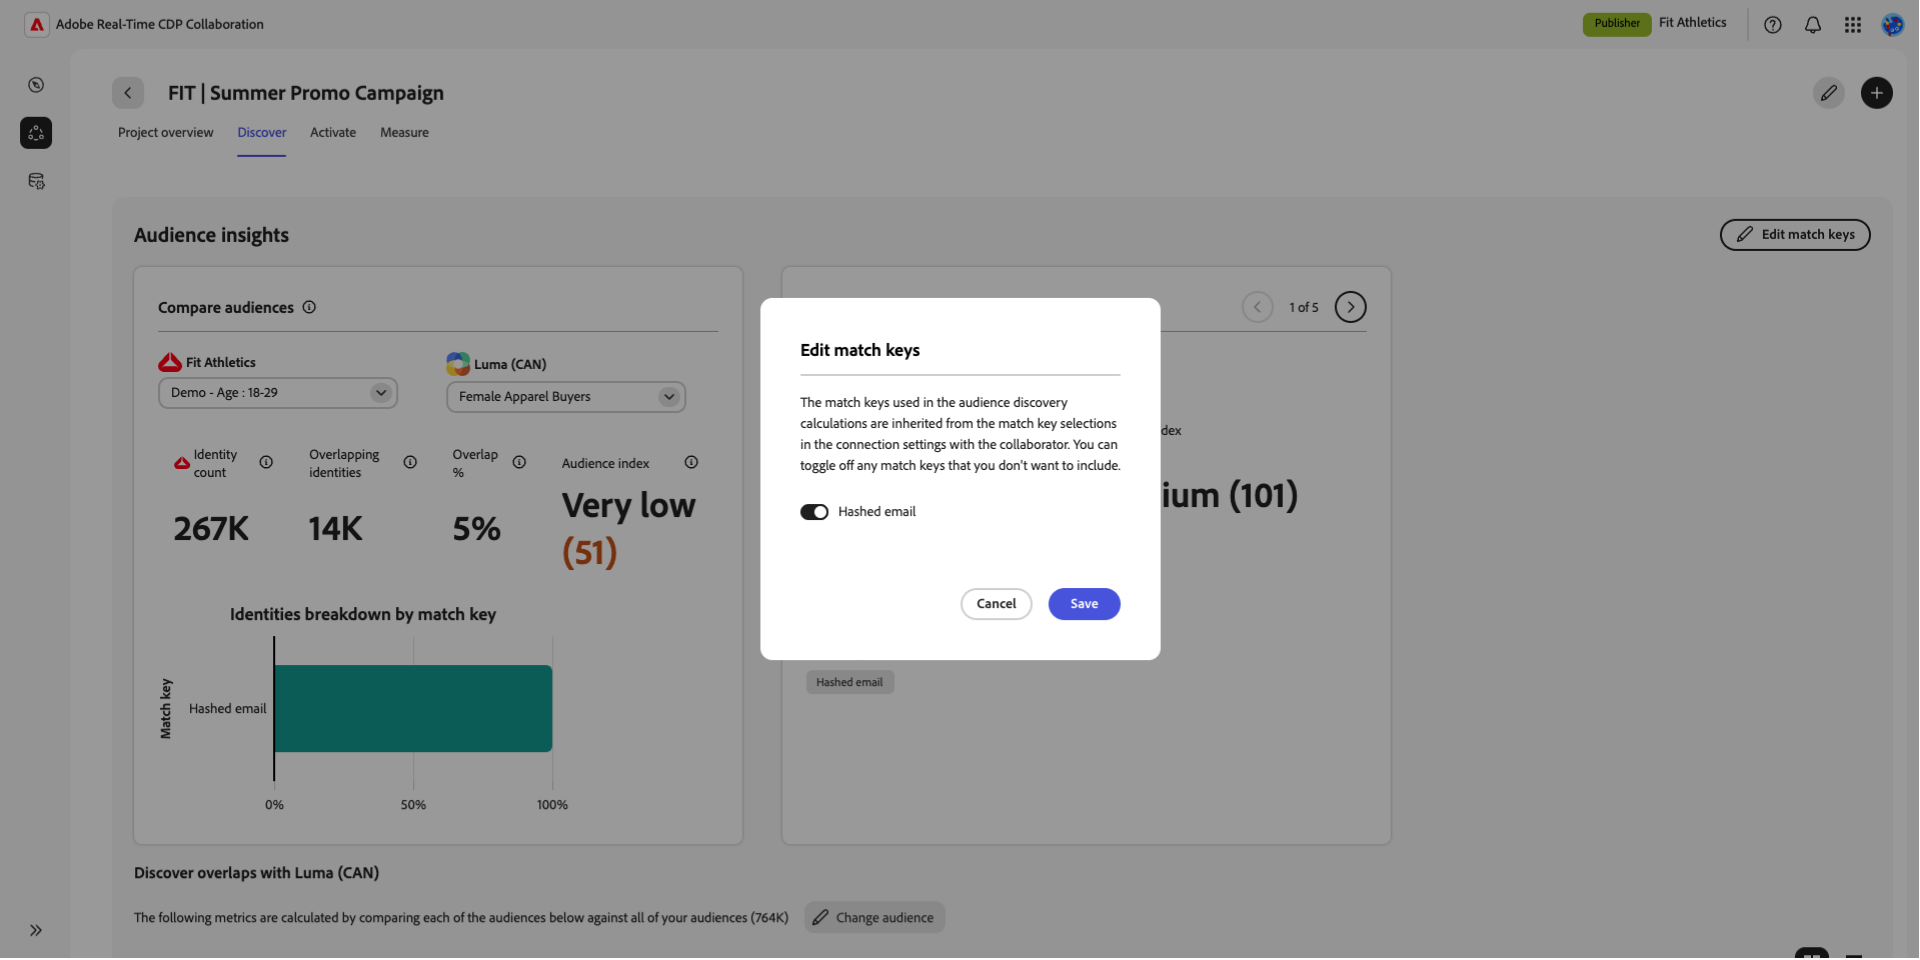 Adobe Real-Time CDP Collaboration
Publisher
Fit Athletics
FIT | Summer Promo Campaign
Project overview
Discover
Activate
Measure
Audience insights
Edit match keys
Compare audiences
Fit Athletics
Demo - Age : 18-29
Luma (CAN)
Female Apparel Buyers
Identity
count
Overlapping
identities
Overlap
%
Audience index
267K
14K
5%
Very low
(51)
Identities breakdown by match key
Match key
Hashed email
0%
50%
100%
1 of 5
dex
ium (101)
Hashed email
Edit match keys
The match keys used in the audience discovery
calculations are inherited from the match key selections
in the connection settings with the collaborator. You can
toggle off any match keys that you don't want to include.
Hashed email
Cancel
Save
Discover overlaps with Luma (CAN)
The following metrics are calculated by comparing each of the audiences below against all of your audiences (764K)
Change audience